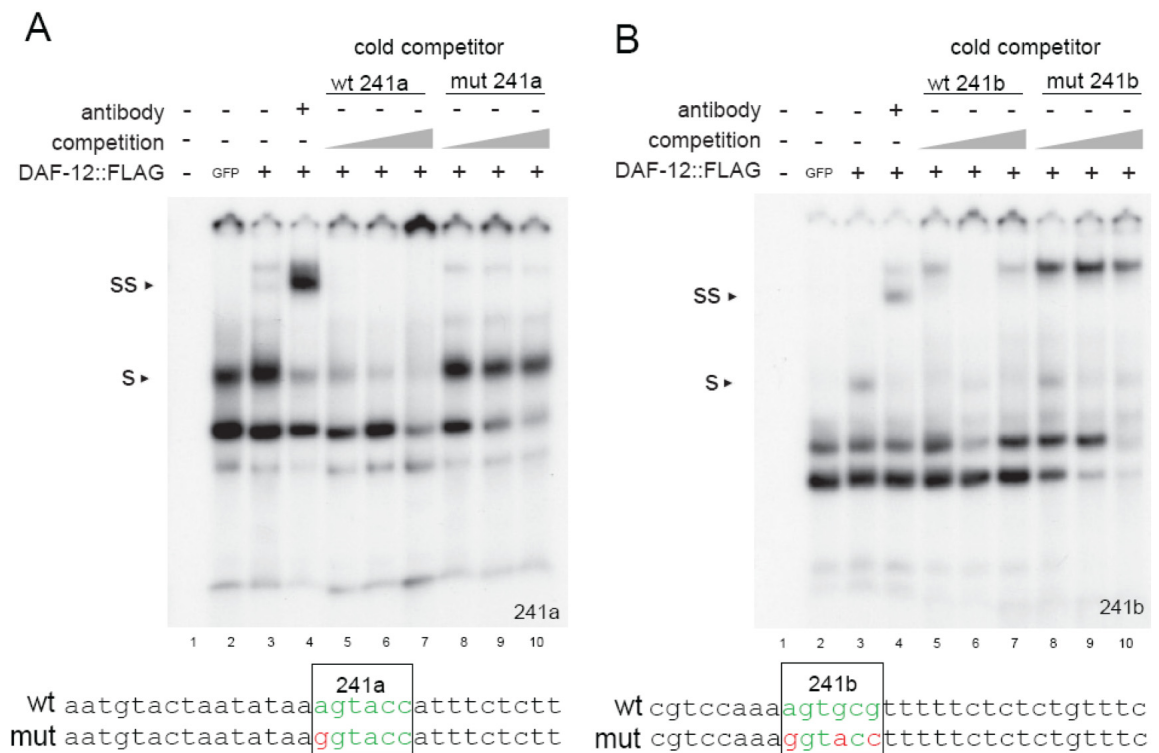 A
cold competitor
wt 241a mut 241a
antibody - - - + - - - - - -
competition - - - -
DAF-12::FLAG - GFP + + + + + + + +
SS
S
241a
1 2 3 4 5 6 7 8 9 10
241a
wt aatgtactaatataaagtaccatttctctt
mut aatgtactaatataaggtaccatttctctt
B
cold competitor
wt 241b mut 241b
antibody - - - + - - - - - -
competition - - - -
DAF-12::FLAG - GFP + + + + + + + +
SS
S
241b
1 2 3 4 5 6 7 8 9 10
241b
wt cgtccaaaagtgcgtttttctctctgtttc
mut cgtccaaaggtacctttttctctctgtttc